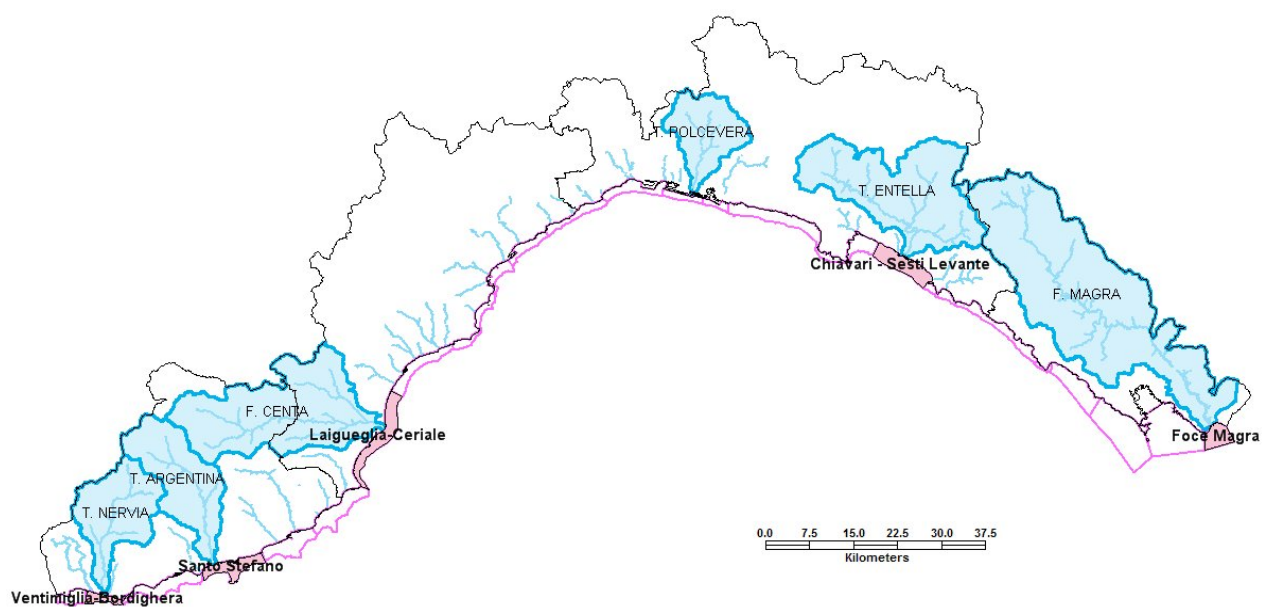 T. POLCEVERA
T. ENTELLA
Chiavari - Sesti Levante
F. MAGRA
F. CENTA
Laigueglia-Ceriale
Foce Magra
T. ARGENTINA
T. NERVIA
0.0 7.5 15.0 22.5 30.0 37.5
Kilometers
Santo Stefano
Ventimiglia-Bordighera